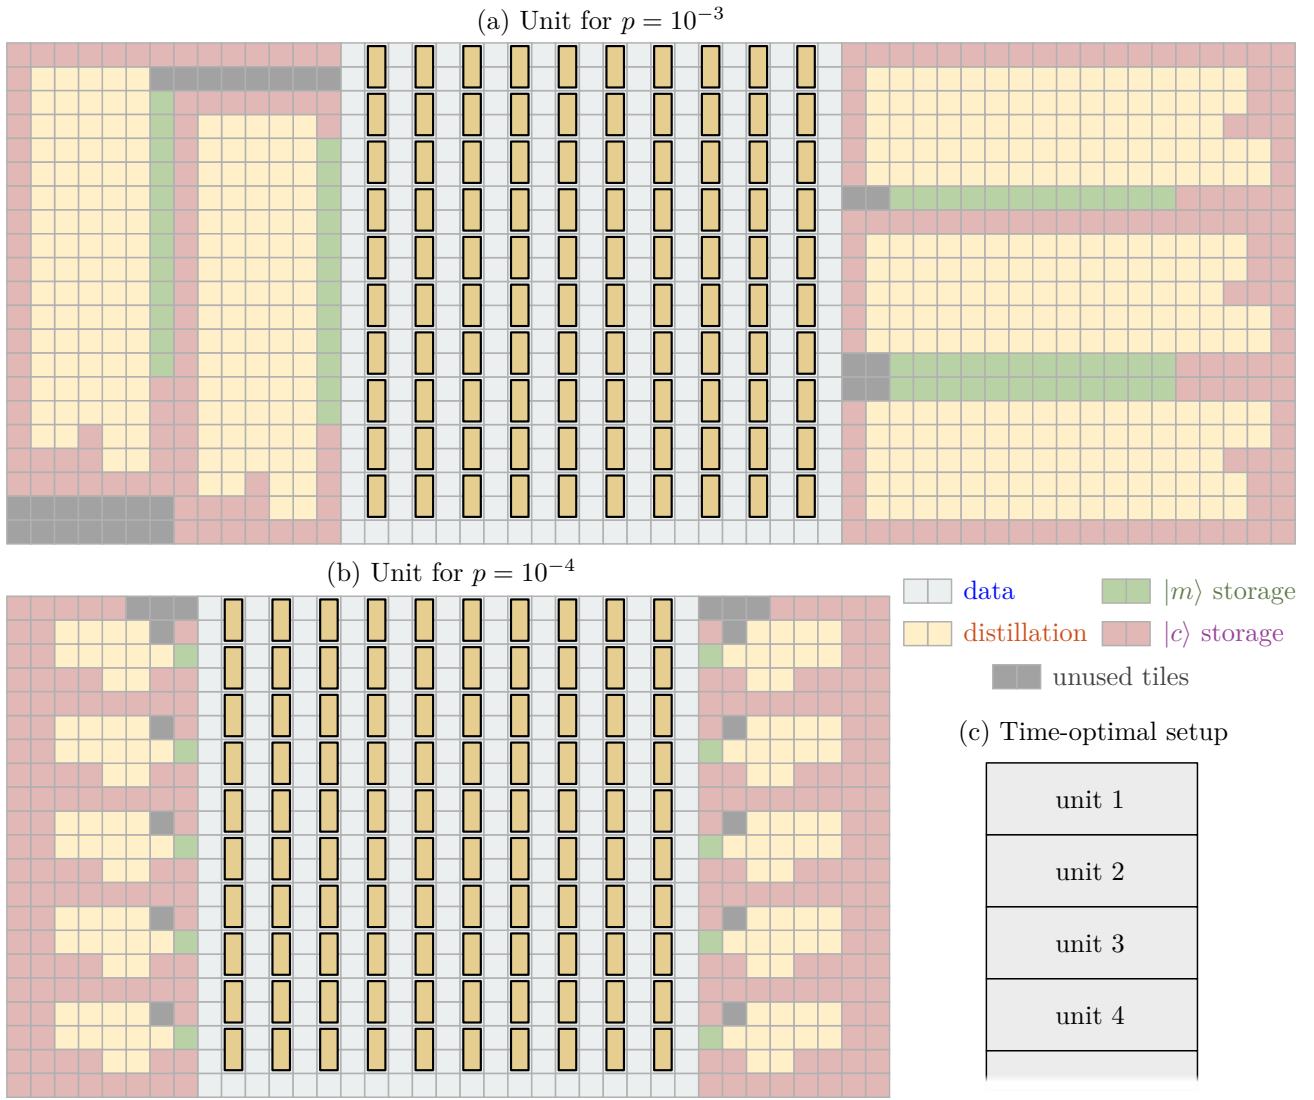 (a) Unit for p = 10⁻³
(b) Unit for p = 10⁻⁴
data
|m⟩ storage
distillation
|c⟩ storage
unused tiles
(c) Time-optimal setup
unit 1
unit 2
unit 3
unit 4